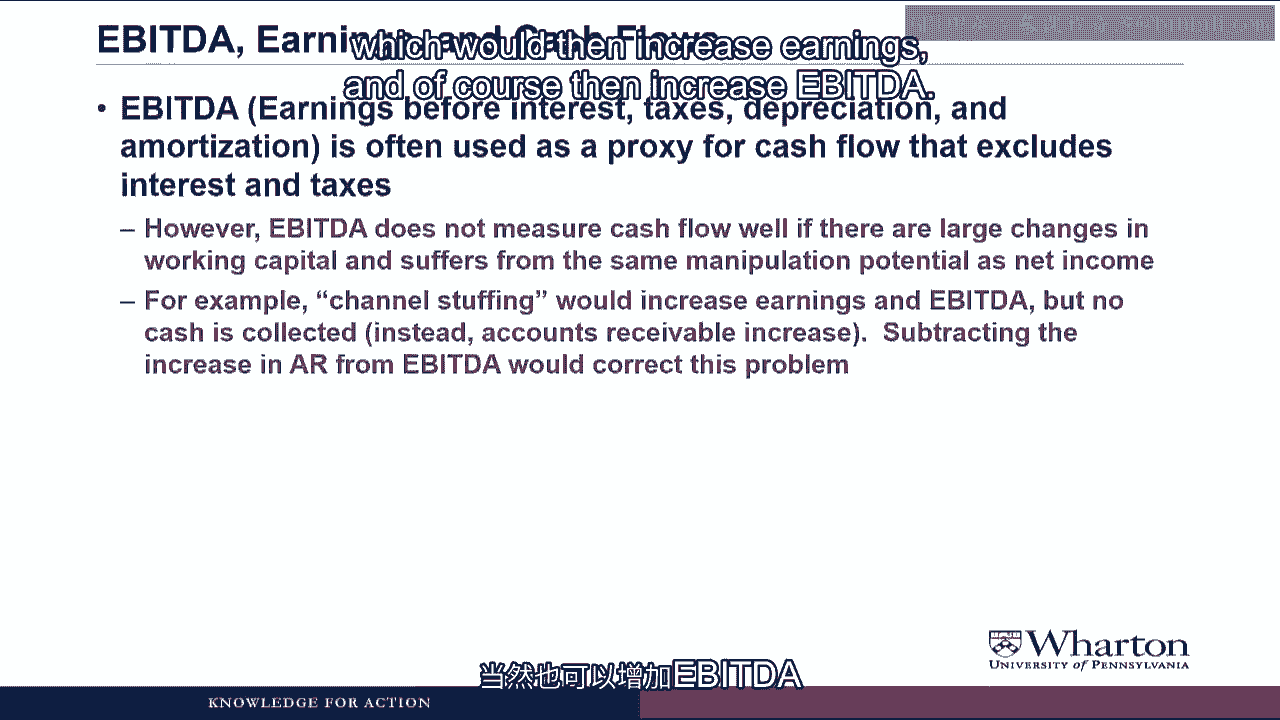 EBITDA, Earnings and Cash Flows
which would then increase earnings,
and of course then increase EBITDA.
• EBITDA (Earnings before interest, taxes, depreciation, and
amortization) is often used as a proxy for cash flow that excludes
interest and taxes
– However, EBITDA does not measure cash flow well if there are large changes in
working capital and suffers from the same manipulation potential as net income
– For example, “channel stuffing” would increase earnings and EBITDA, but no
cash is collected (instead, accounts receivable increase). Subtracting the
increase in AR from EBITDA would correct this problem
Wharton
UNIVERSITY of PENNSYLVANIA
当然也可以增加EBITDA
KNOWLEDGE FOR ACTION